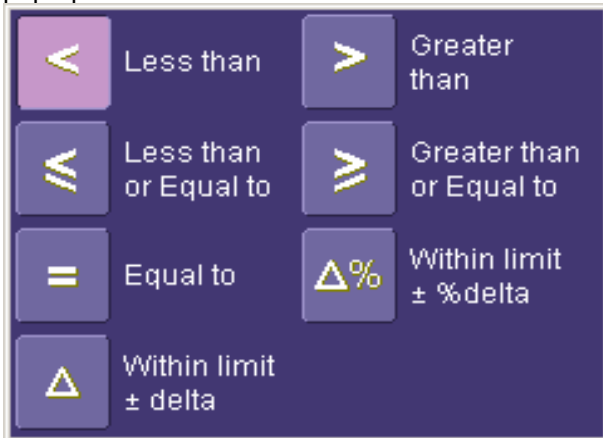 < Less than > Greater
than
≤ Less than ≥ Greater than
or Equal to or Equal to
= Equal to Δ% Within limit
± %delta
Δ Within limit
± delta